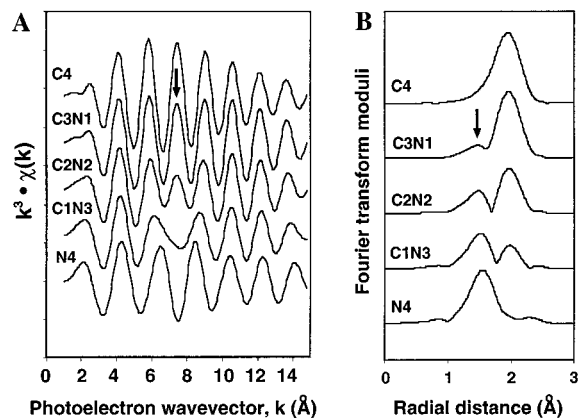 A
C4
C3N1
C2N2
C1N3
N4
k³ • χ(k)
0 2 4 6 8 10 12 14
Photoelectron wavevector, k (Å)
B
C4
C3N1
C2N2
C1N3
N4
Fourier transform moduli
0 1 2 3
Radial distance (Å)